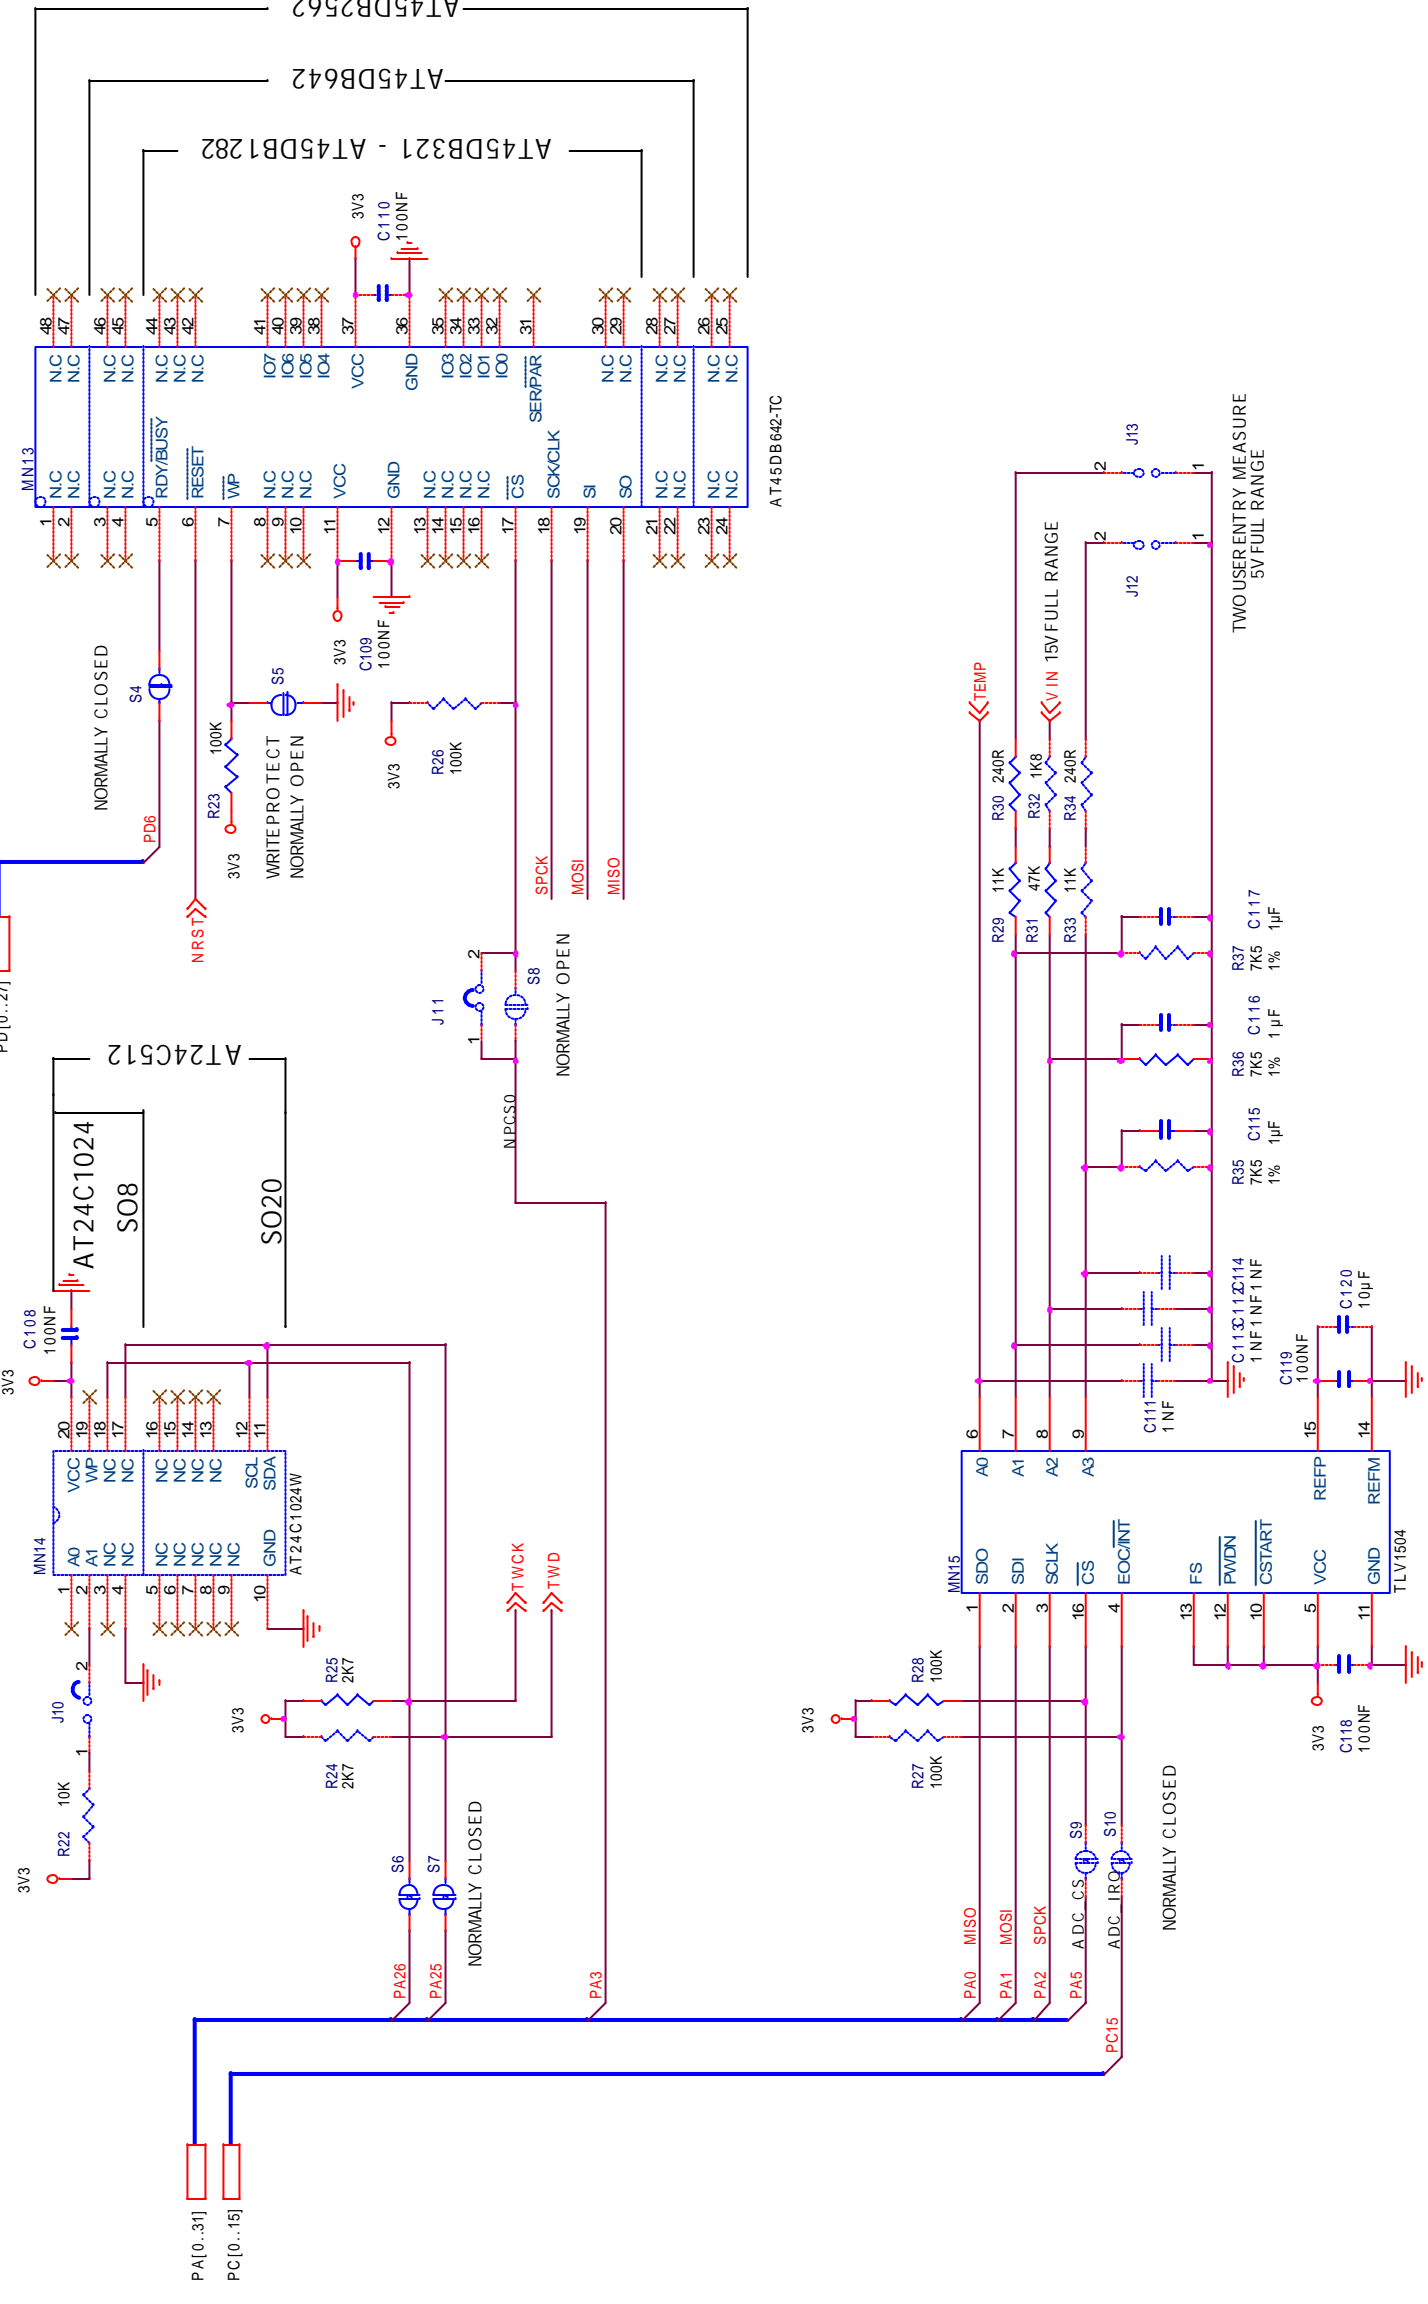 AT45DB2562
AT45DB642
AT45DB321 - AT45DB1282
3V3
C110
100NF
48 47 46 45 44 43 42 41 40 39 38 37 36 35 34 33 32 31 30 29 28 27 26 25
N.C N.C N.C N.C N.C N.C N.C IO7 IO6 IO5 IO4 VCC GND IO3 IO2 IO1 IO0 SER/PAR N.C N.C N.C N.C N.C N.C
MN13
N.C N.C N.C N.C RDY/BUSY RESET WP N.C N.C N.C VCC GND N.C N.C N.C N.C CS SCK/CLK SI SO N.C N.C N.C N.C
1 2 3 4 5 6 7 8 9 10 11 12 13 14 15 16 17 18 19 20 21 22 23 24
AT45DB642-TC
NORMALLY CLOSED
S4
PD6
PD[0..27]
NRST
R23
100K
3V3
S5
WRITEPROTECT
NORMALLY OPEN
3V3
C109
100NF
3V3
R26
100K
SPCK
MOSI
MISO
J11
1
2
S8
NORMALLY OPEN
NPCS0
AT24C512
AT24C1024
SO8
SO20
C108
100NF
3V3
20 19 18 17 16 15 14 13 12 11
VCC WP NC NC NC NC NC NC SCL SDA
MN14
A0 A1 NC NC NC NC NC NC NC GND
1 2 3 4 5 6 7 8 9 10
AT24C1024W
J10
1
2
R22
10K
3V3
3V3
R25
2K7
R24
2K7
TWCK
TWD
S6
S7
NORMALLY CLOSED
PA26
PA25
PA3
PA[0..31]
PC[0..15]
J13
2
1
J12
2
1
TWO USER ENTRY MEASURE
5V FULL RANGE
TEMP
V IN 15V FULL RANGE
R30 240R
R32 1K8
R34 240R
R29 11K
R31 47K
R33 11K
R37
7K5
1%
C117
1µF
R36
7K5
1%
C116
1µF
R35
7K5
1%
C115
1µF
C113 C112 C114
1NF 1NF 1NF
C111
1NF
C119
100NF
C120
10µF
6 7 8 9 15 14
A0 A1 A2 A3 REFP REFM
MN15
SDO SDI SCLK CS EOC/INT FS PWDN CSTART VCC GND
1 2 3 16 4 13 12 10 5 11
TLV1504
3V3
R28
100K
R27
100K
3V3
C118
100NF
S9
S10
NORMALLY CLOSED
PA0 MISO
PA1 MOSI
PA2 SPCK
PA5 ADC_CS
PC15 ADC_IRQ